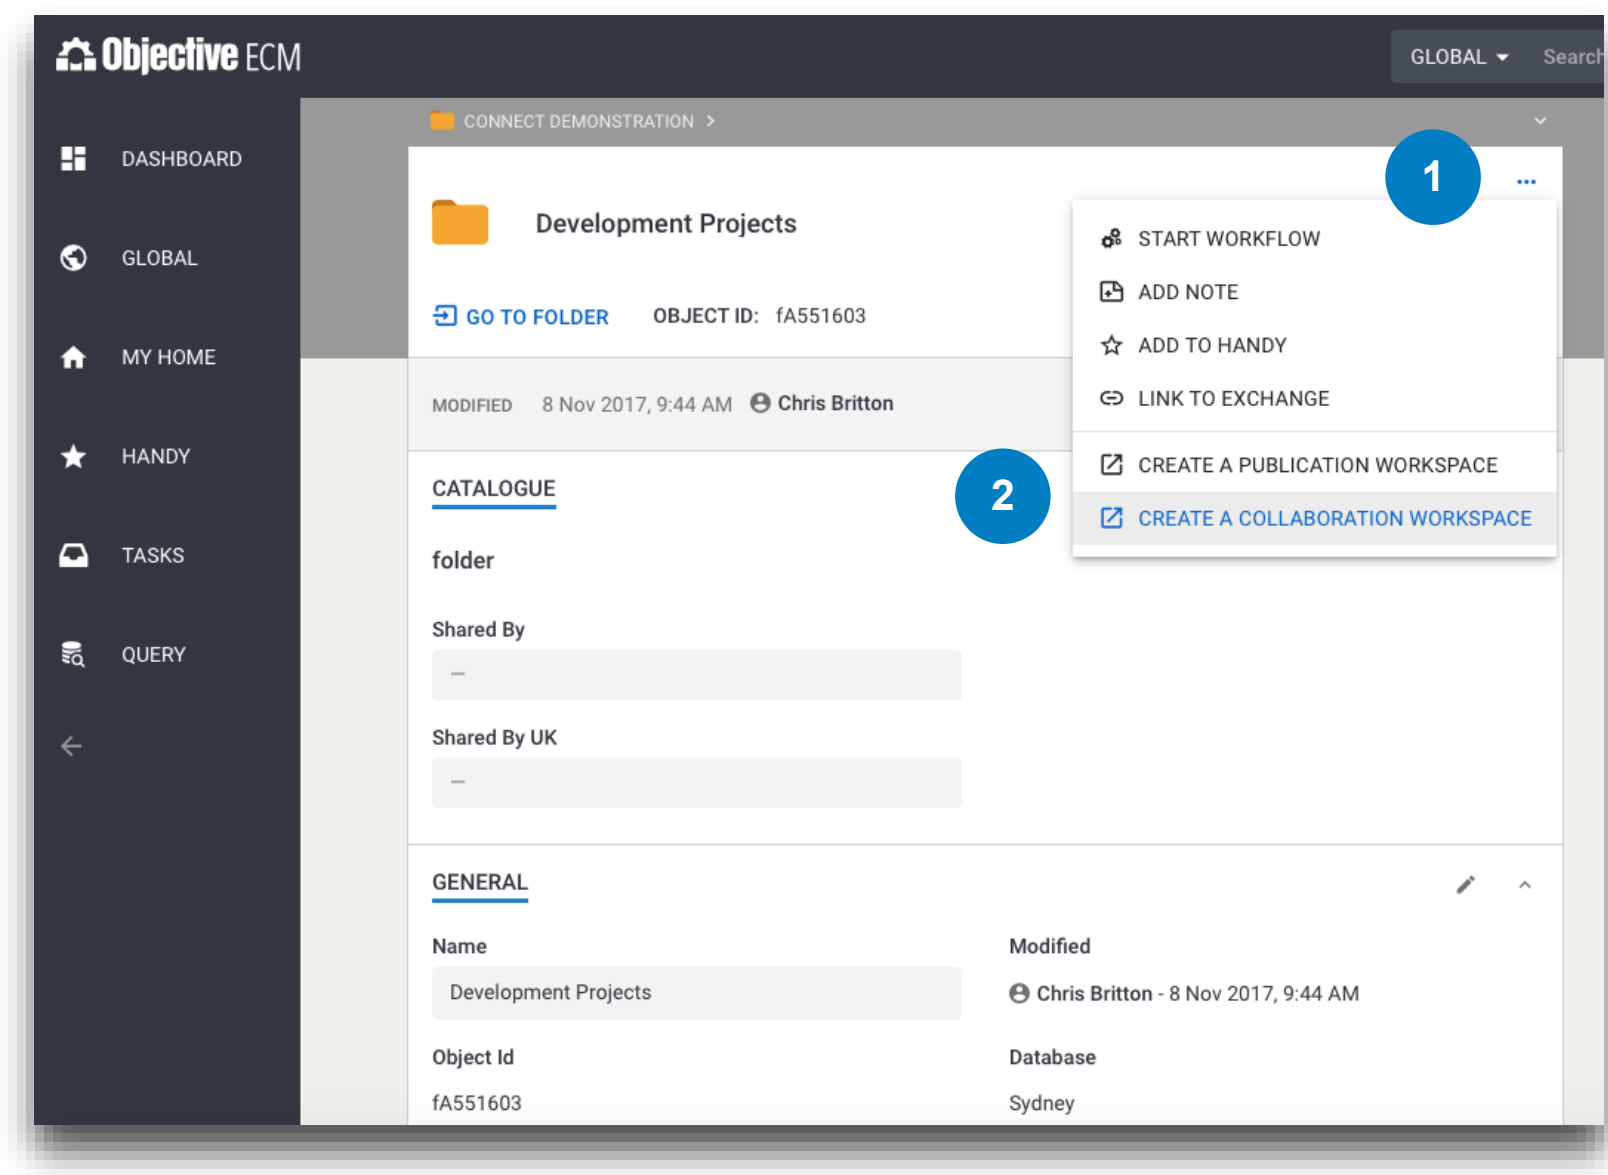 Objective ECM
GLOBAL
Search
DASHBOARD
GLOBAL
MY HOME
HANDY
TASKS
QUERY
CONNECT DEMONSTRATION
Development Projects
GO TO FOLDER OBJECT ID: fA551603
MODIFIED 8 Nov 2017, 9:44 AM Chris Britton
1
START WORKFLOW
ADD NOTE
ADD TO HANDY
LINK TO EXCHANGE
CREATE A PUBLICATION WORKSPACE
2
CREATE A COLLABORATION WORKSPACE
CATALOGUE
folder
Shared By
–
Shared By UK
–
GENERAL
Name
Development Projects
Modified
Chris Britton - 8 Nov 2017, 9:44 AM
Object Id
fA551603
Database
Sydney